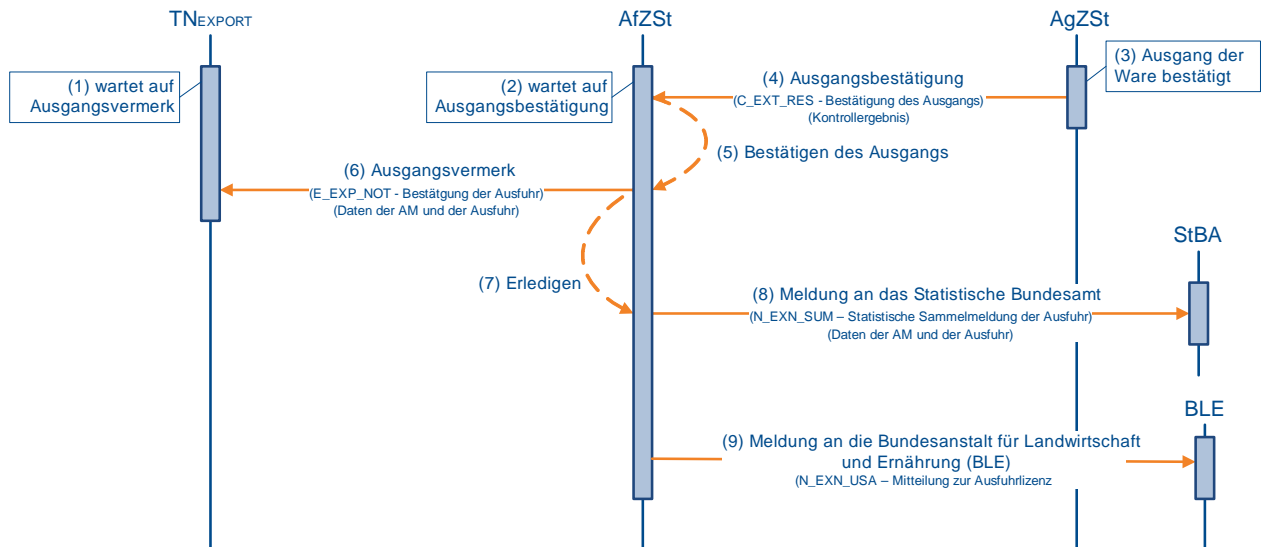 TNEXPORT
AfZSt
AgZSt
(1) wartet auf
Ausgangsvermerk
(2) wartet auf
Ausgangsbestätigung
(3) Ausgang der
Ware bestätigt
(4) Ausgangsbestätigung
(C_EXT_RES - Bestätigung des Ausgangs)
(Kontrollergebnis)
(5) Bestätigen des Ausgangs
(6) Ausgangsvermerk
(E_EXP_NOT - Bestätgung der Ausfuhr)
(Daten der AM und der Ausfuhr)
StBA
(7) Erledigen
(8) Meldung an das Statistische Bundesamt
(N_EXN_SUM – Statistische Sammelmeldung der Ausfuhr)
(Daten der AM und der Ausfuhr)
BLE
(9) Meldung an die Bundesanstalt für Landwirtschaft
und Ernährung (BLE)
(N_EXN_USA – Mitteilung zur Ausfuhrlizenz